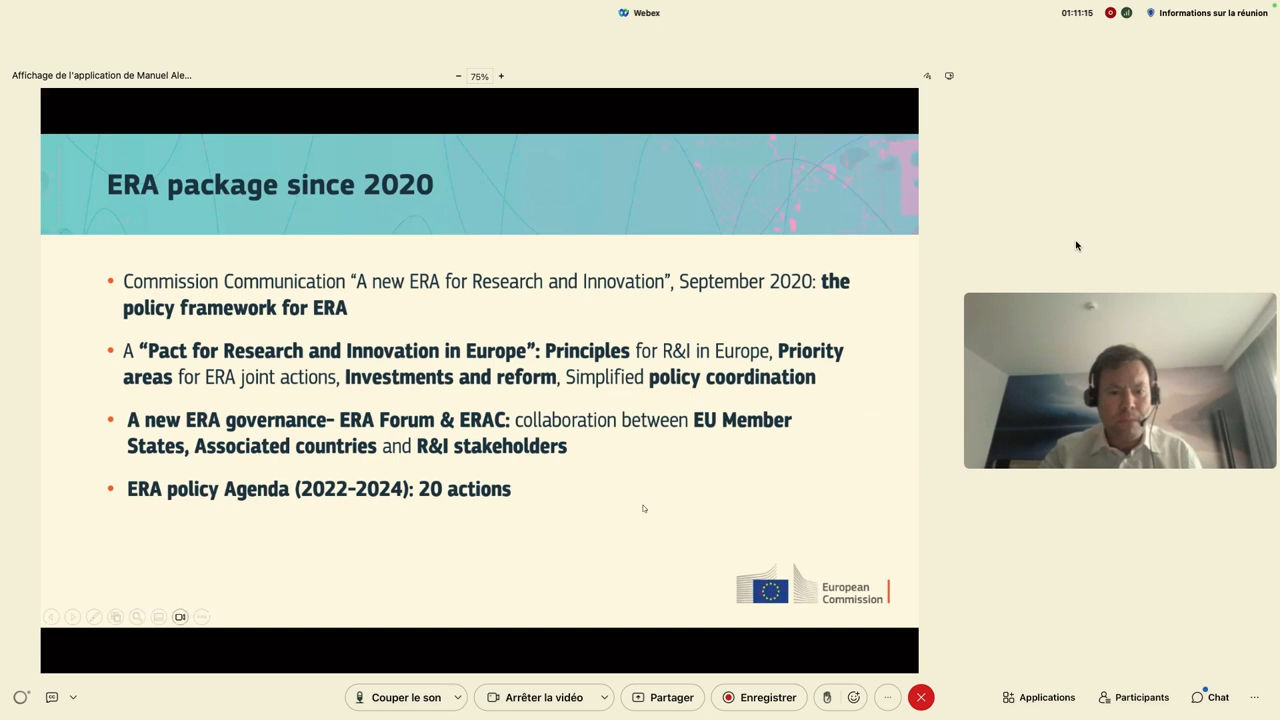 Webex
01:11:15
Informations sur la réunion
Affichage de l'application de Manuel Ale...
75%
ERA package since 2020
Commission Communication “A new ERA for Research and Innovation”, September 2020: the
policy framework for ERA
A “Pact for Research and Innovation in Europe”: Principles for R&I in Europe, Priority
areas for ERA joint actions, Investments and reform, Simplified policy coordination
A new ERA governance– ERA Forum & ERAC: collaboration between EU Member
States, Associated countries and R&I stakeholders
ERA policy Agenda (2022-2024): 20 actions
European
Commission
Couper le son
Arrêter la vidéo
Partager
Enregistrer
Applications
Participants
Chat